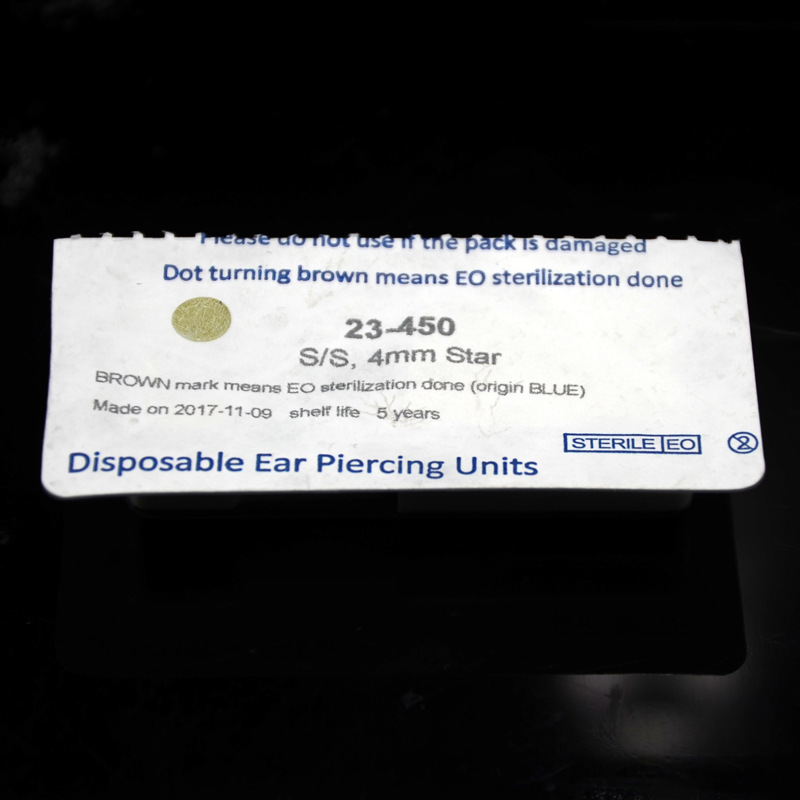 Please do not use if the pack is damaged
Dot turning brown means EO sterilization done
23-450
S/S, 4mm Star
BROWN mark means EO sterilization done (origin BLUE)
Made on 2017-11-09 shelf life 5 years
STERILE EO
2
Disposable Ear Piercing Units